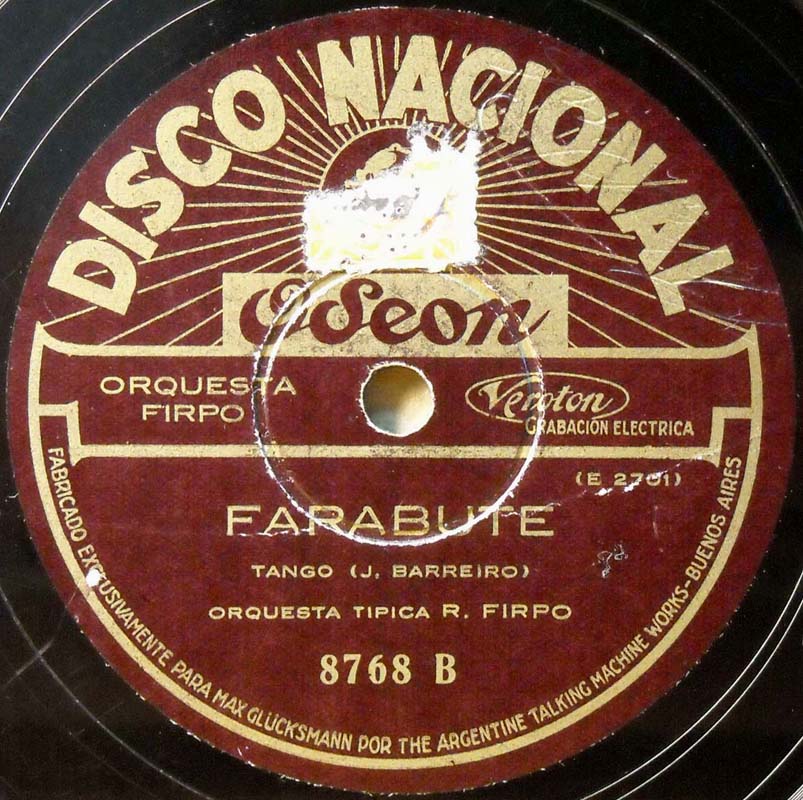 DISCO NACIONAL
Odeon
ORQUESTA
FIRPO
Veroton
GRABACIÓN ELECTRICA
(E 2701)
FARABUTE
TANGO (J. BARREIRO)
ORQUESTA TIPICA R. FIRPO
8768 B
FABRICADO EXCLUSIVAMENTE PARA MAX GLÜCKSMANN POR THE ARGENTINE TALKING MACHINE WORKS-BUENOS AIRES